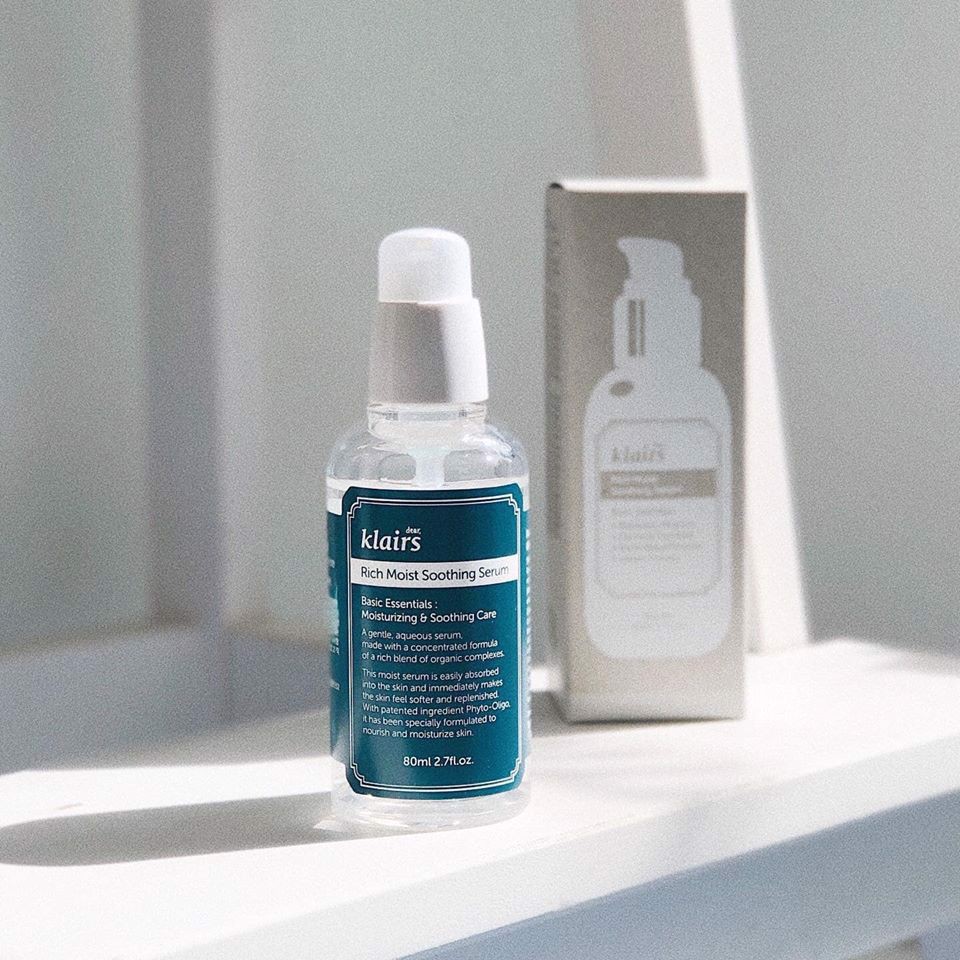 dear,
klairs
Rich Moist Soothing Serum
Basic Essentials :
Moisturizing & Soothing Care
A gentle, aqueous serum,
made with a concentrated formula
of a rich blend of organic complexes.
This moist serum is easily absorbed
into the skin and immediately makes
the skin feel softer and replenished.
With patented ingredient Phyto-Oligo,
it has been specially formulated to
nourish and moisturize skin.
80ml 2.7fl.oz.
klairs